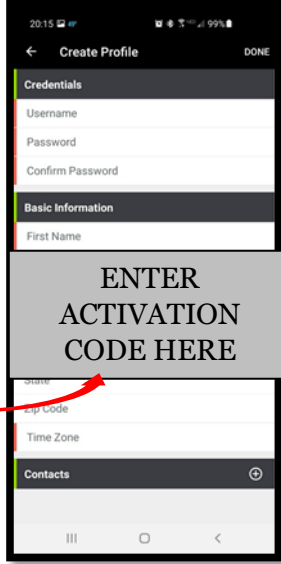 20:15 49° 99%
← Create Profile DONE
Credentials
Username
Password
Confirm Password
Basic Information
First Name
ENTER
ACTIVATION
CODE HERE
State
Zip Code
Time Zone
Contacts